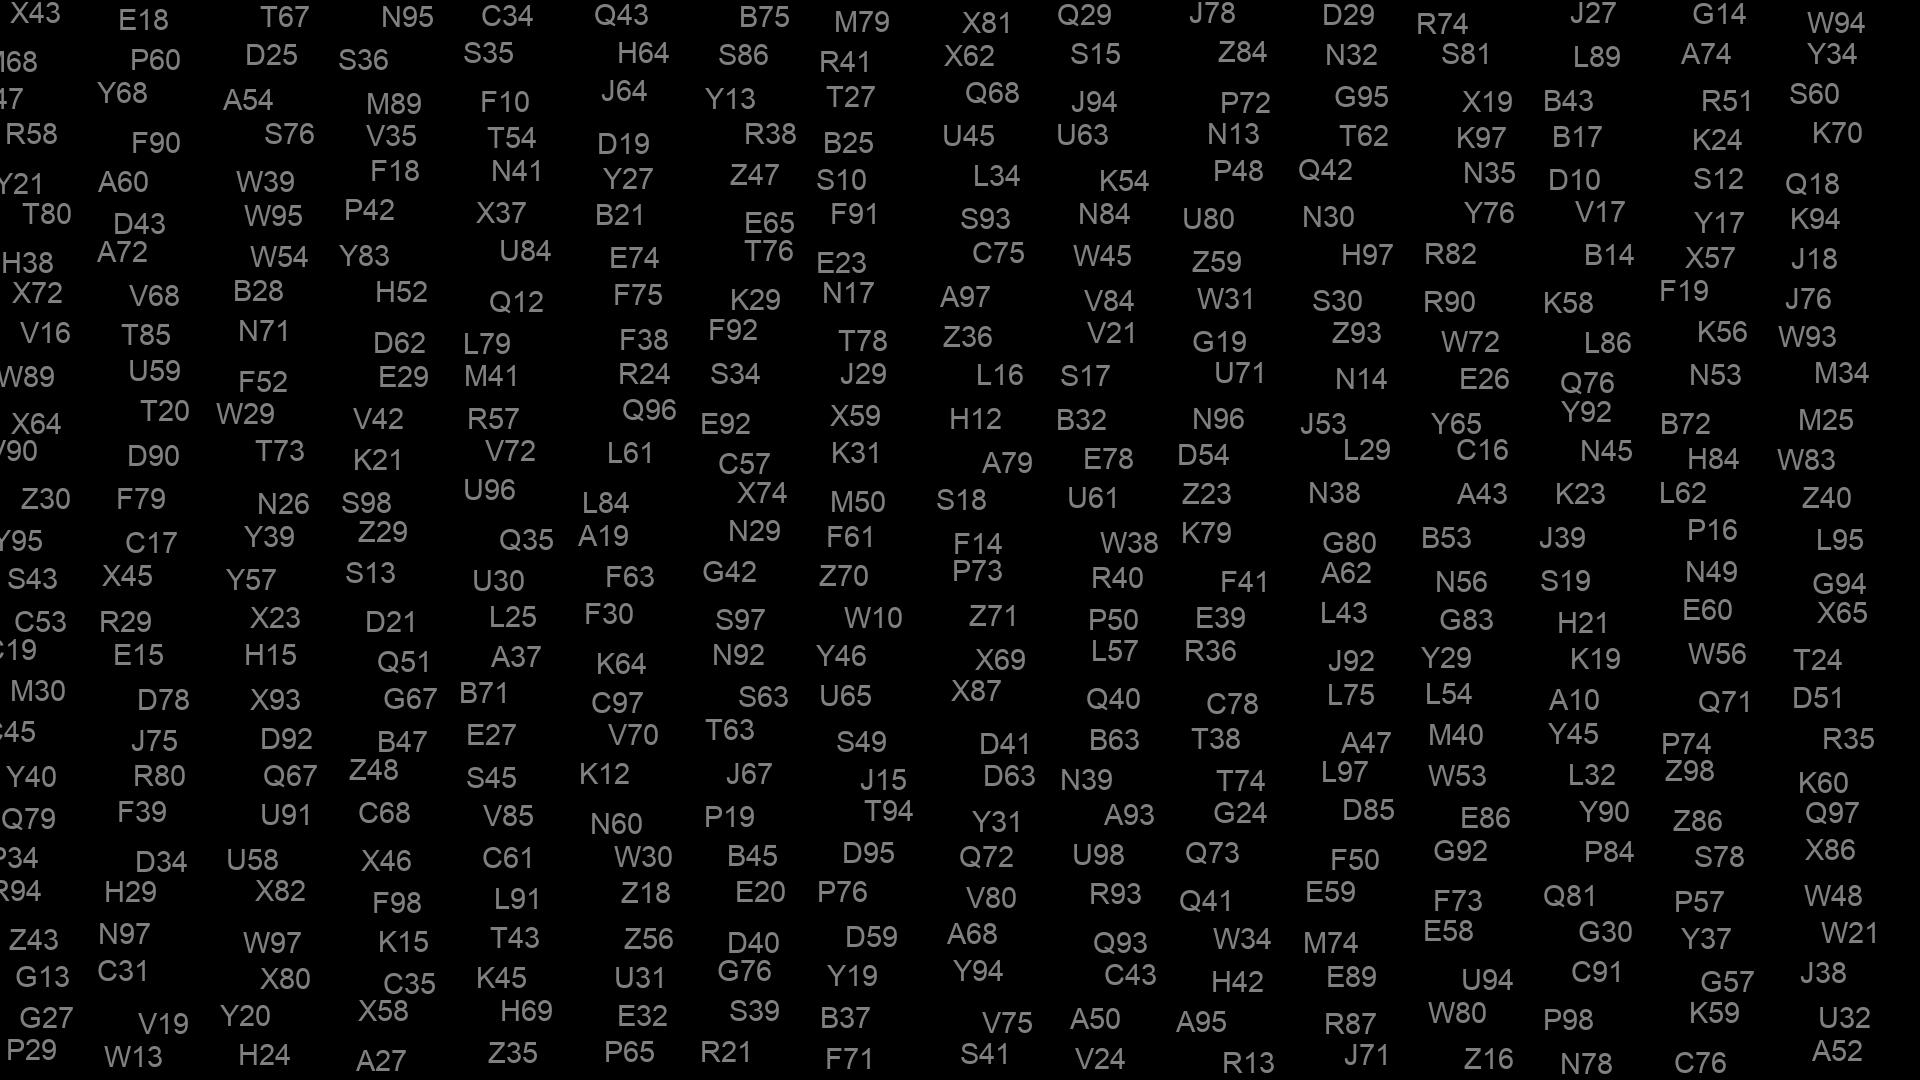 X43 E18 T67 N95 C34 Q43 B75 M79 X81 Q29 J78 D29 R74 J27 G14 W94
P60 D25 S36 S35 H64 S86 R41 X62 S15 Z84 N32 S81 L89 A74 Y34
Y68 A54 M89 F10 J64 Y13 T27 Q68 J94 P72 G95 X19 B43 R51 S60
R58 F90 S76 V35 T54 D19 R38 B25 U45 U63 N13 T62 K97 B17 K24 K70
Y21 A60 W39 F18 N41 Y27 Z47 S10 L34 K54 P48 Q42 N35 D10 S12 Q18
T80 D43 W95 P42 X37 B21 E65 F91 S93 N84 U80 N30 Y76 V17 Y17 K94
H38 A72 W54 Y83 U84 E74 T76 E23 C75 W45 Z59 H97 R82 B14 X57 J18
X72 V68 B28 H52 Q12 F75 K29 N17 A97 V84 W31 S30 R90 K58 F19 J76
V16 T85 N71 D62 L79 F38 F92 T78 Z36 V21 G19 Z93 W72 L86 K56 W93
W89 U59 F52 E29 M41 R24 S34 J29 L16 S17 U71 N14 E26 Q76 N53 M34
X64 T20 W29 V42 R57 Q96 E92 X59 H12 B32 N96 J53 Y65 Y92 B72 M25
D90 T73 K21 V72 L61 C57 K31 A79 E78 D54 L29 C16 N45 H84 W83
Z30 F79 N26 S98 U96 L84 X74 M50 S18 U61 Z23 N38 A43 K23 L62 Z40
Y95 C17 Y39 Z29 Q35 A19 N29 F61 F14 W38 K79 G80 B53 J39 P16 L95
S43 X45 Y57 S13 U30 F63 G42 Z70 P73 R40 F41 A62 N56 S19 N49 G94
C53 R29 X23 D21 L25 F30 S97 W10 Z71 P50 E39 L43 G83 H21 E60 X65
E15 H15 Q51 A37 K64 N92 Y46 X69 L57 R36 J92 Y29 K19 W56 T24
M30 D78 X93 G67 B71 C97 S63 U65 X87 Q40 C78 L75 L54 A10 Q71 D51
J75 D92 B47 E27 V70 T63 S49 D41 B63 T38 A47 M40 Y45 P74 R35
Y40 R80 Q67 Z48 S45 K12 J67 J15 D63 N39 T74 L97 W53 L32 Z98 K60
Q79 F39 U91 C68 V85 N60 P19 T94 Y31 A93 G24 D85 E86 Y90 Z86 Q97
P34 D34 U58 X46 C61 W30 B45 D95 Q72 U98 Q73 F50 G92 P84 S78 X86
R94 H29 X82 F98 L91 Z18 E20 P76 V80 R93 Q41 E59 F73 Q81 P57 W48
Z43 N97 W97 K15 T43 Z56 D40 D59 A68 Q93 W34 M74 E58 G30 Y37 W21
G13 C31 X80 C35 K45 U31 G76 Y19 Y94 C43 H42 E89 U94 C91 G57 J38
G27 V19 Y20 X58 H69 E32 S39 B37 V75 A50 A95 R87 W80 P98 K59 U32
P29 W13 H24 A27 Z35 P65 R21 F71 S41 V24 R13 J71 Z16 N78 C76 A52